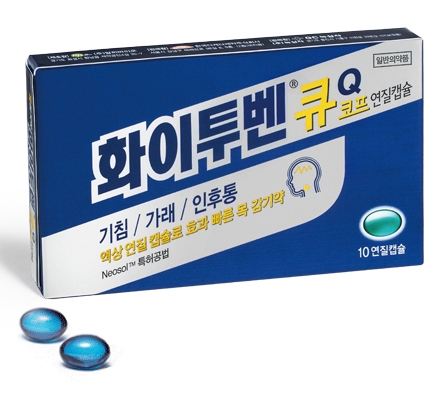 일반의약품
화이투벤® 큐 Q
코프 연질캡슐
기침 / 가래 / 인후통
액상 연질 캡슐로 효과 빠른 목 감기약
Neosol™ 특허공법
10 연질캡슐